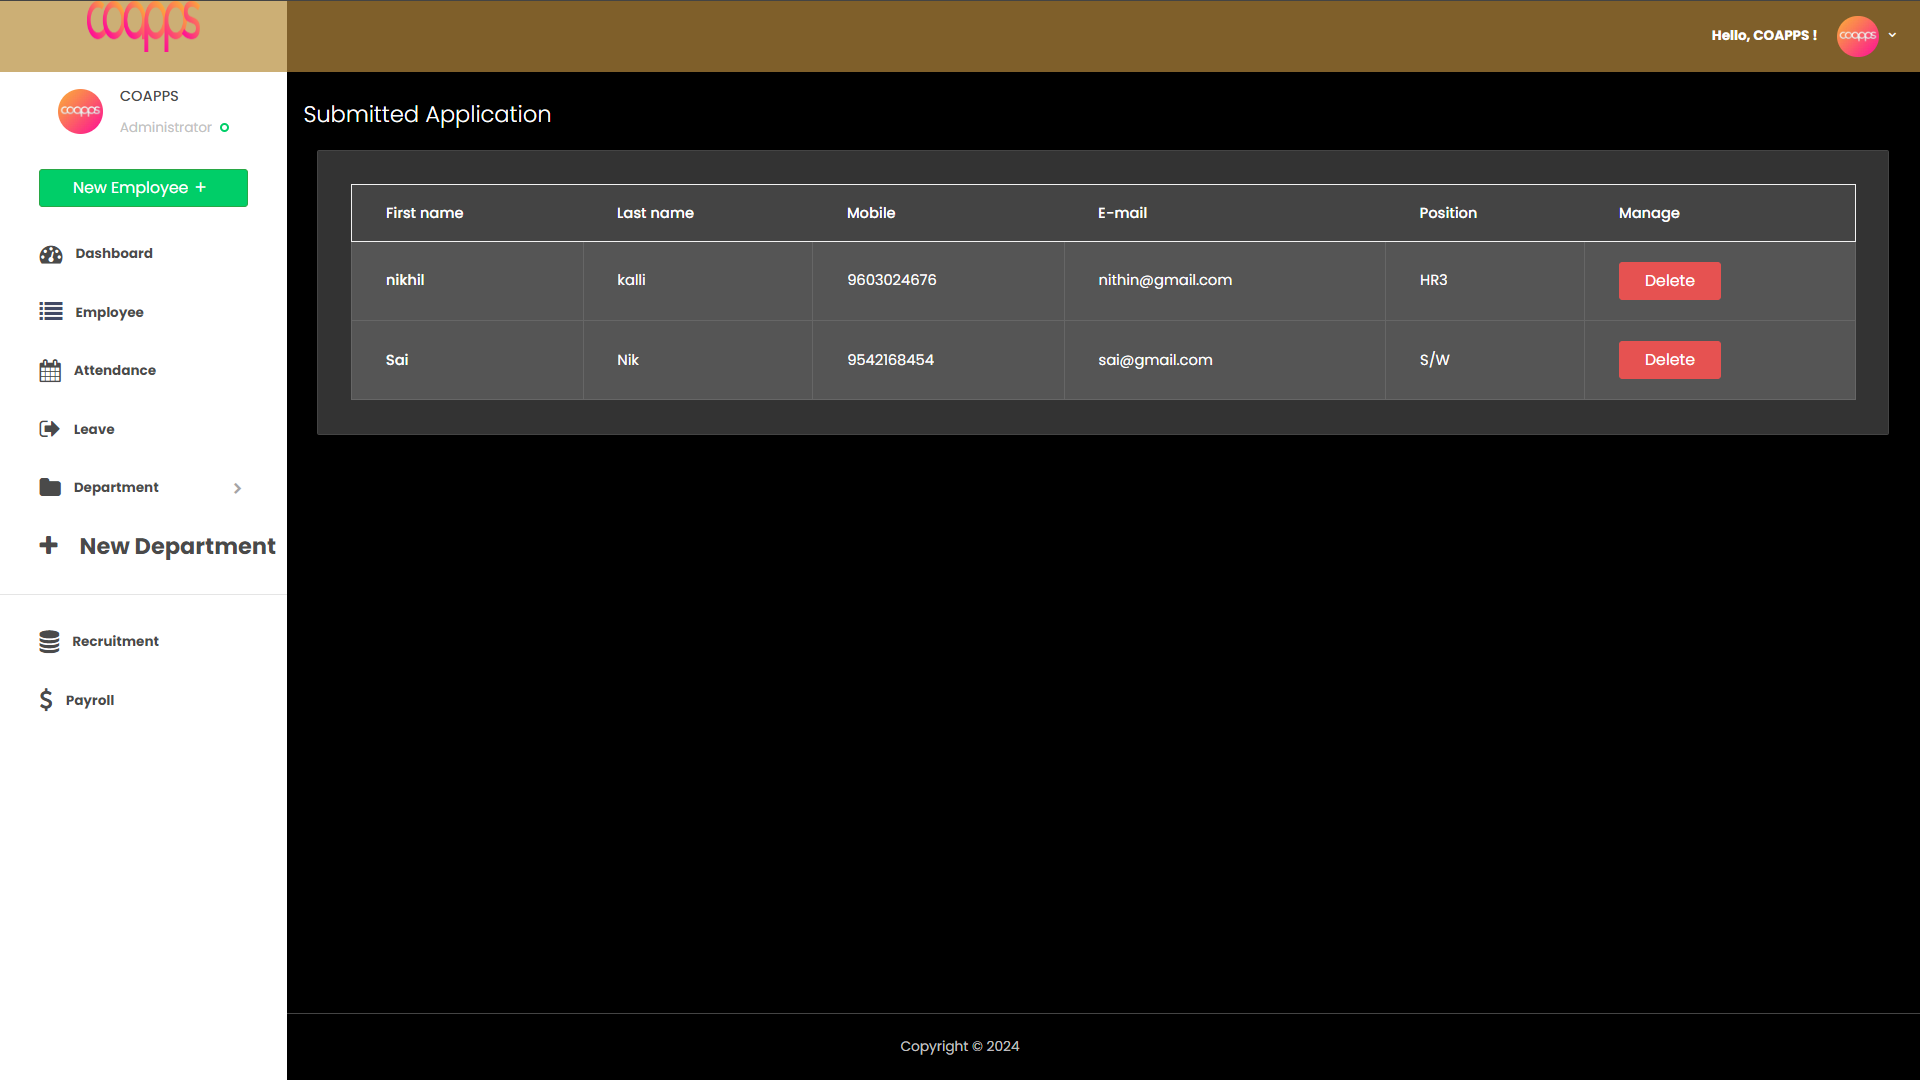 coapps
Hello, COAPPS !
coapps
coapps
COAPPS
Administrator
New Employee +
Dashboard
Employee
Attendance
Leave
Department
New Department
Recruitment
Payroll
Submitted Application
First name Last name Mobile E-mail Position Manage
nikhil kalli 9603024676 nithin@gmail.com HR3 Delete
Sai Nik 9542168454 sai@gmail.com S/W Delete
Copyright © 2024